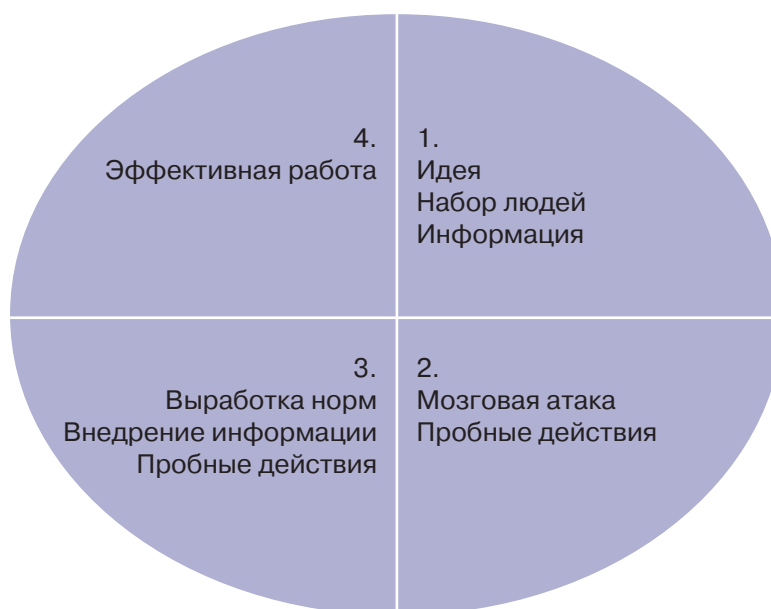 4.
Эффективная работа
1.
Идея
Набор людей
Информация
3.
Выработка норм
Внедрение информации
Пробные действия
2.
Мозговая атака
Пробные действия